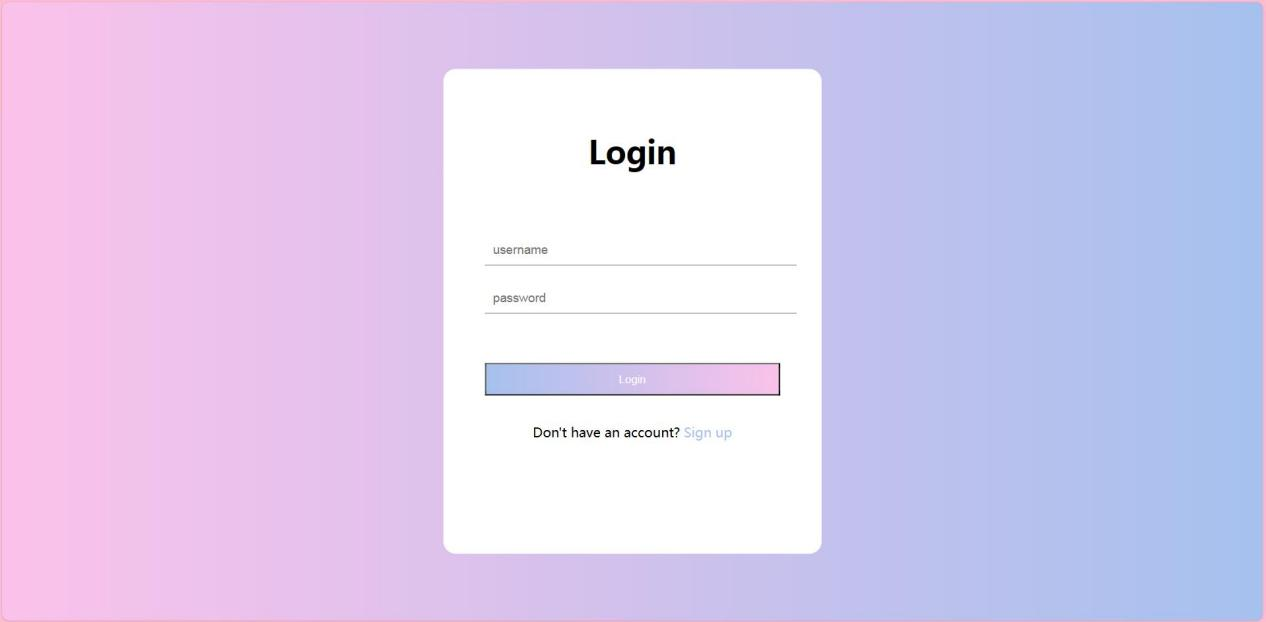 Login
username
password
Login
Don't have an account? Sign up